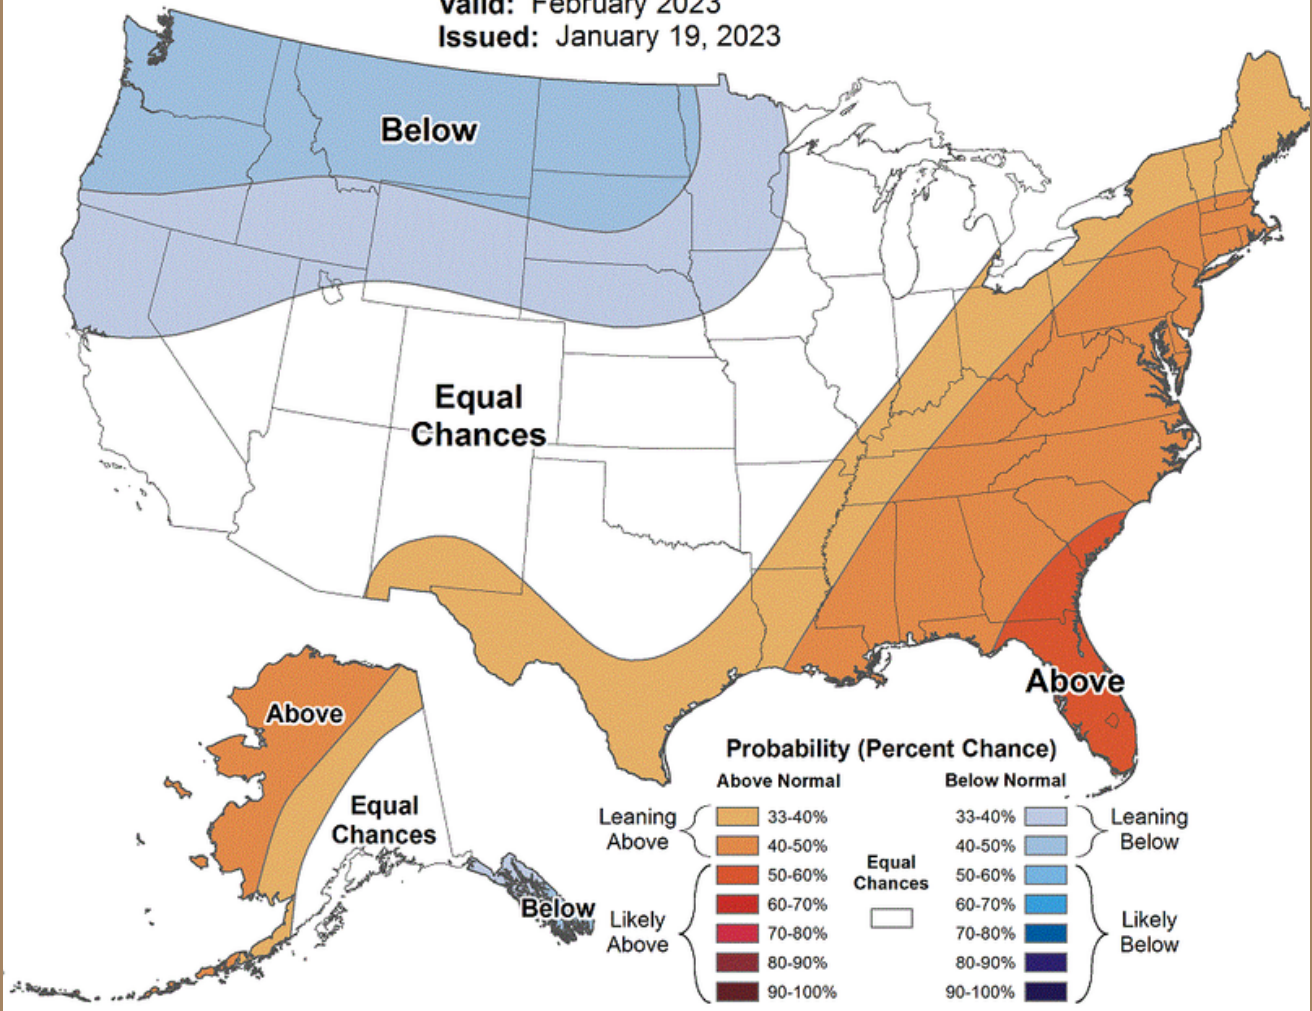 Valid: February 2023
Issued: January 19, 2023
Below
Equal
Chances
Above
Above
Equal
Chances
Below
Probability (Percent Chance)
Above Normal
Below Normal
Leaning
Above
33-40%
40-50%
50-60%
60-70%
70-80%
80-90%
90-100%
Likely
Above
Equal
Chances
33-40%
40-50%
50-60%
60-70%
70-80%
80-90%
90-100%
Leaning
Below
Likely
Below